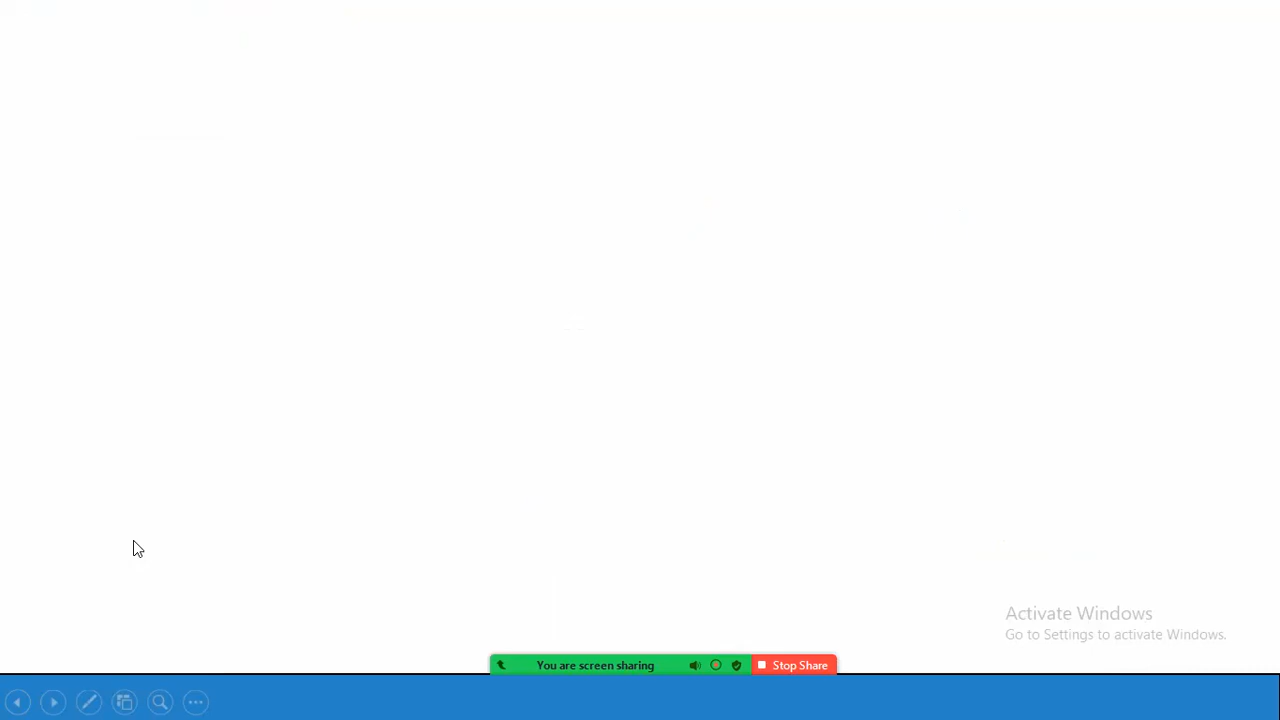 Activate Windows
Go to Settings to activate Windows.
You are screen sharing
Stop Share